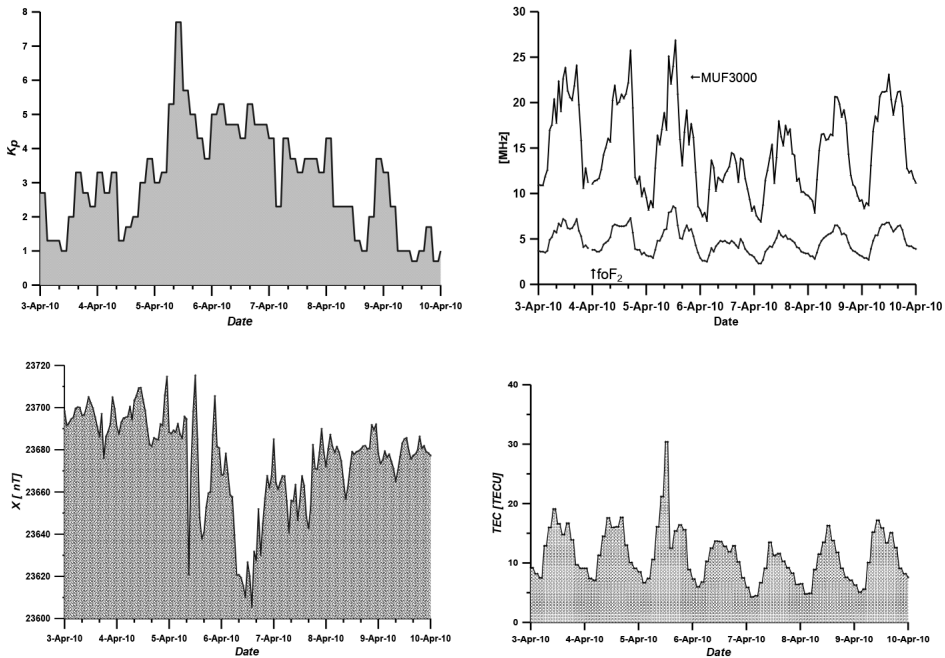 8
7
6
5
4
3
2
1
0
Kp
3-Apr-10 4-Apr-10 5-Apr-10 6-Apr-10 7-Apr-10 8-Apr-10 9-Apr-10 10-Apr-10
Date
30
25
20
15
10
5
0
[MHz]
←MUF3000
↑foF₂
3-Apr-10 4-Apr-10 5-Apr-10 6-Apr-10 7-Apr-10 8-Apr-10 9-Apr-10 10-Apr-10
Date
23720
23700
23680
23660
23640
23620
23600
X [ nT]
3-Apr-10 4-Apr-10 5-Apr-10 6-Apr-10 7-Apr-10 8-Apr-10 9-Apr-10 10-Apr-10
Date
40
30
20
10
0
TEC [TECU]
3-Apr-10 4-Apr-10 5-Apr-10 6-Apr-10 7-Apr-10 8-Apr-10 9-Apr-10 10-Apr-10
Date